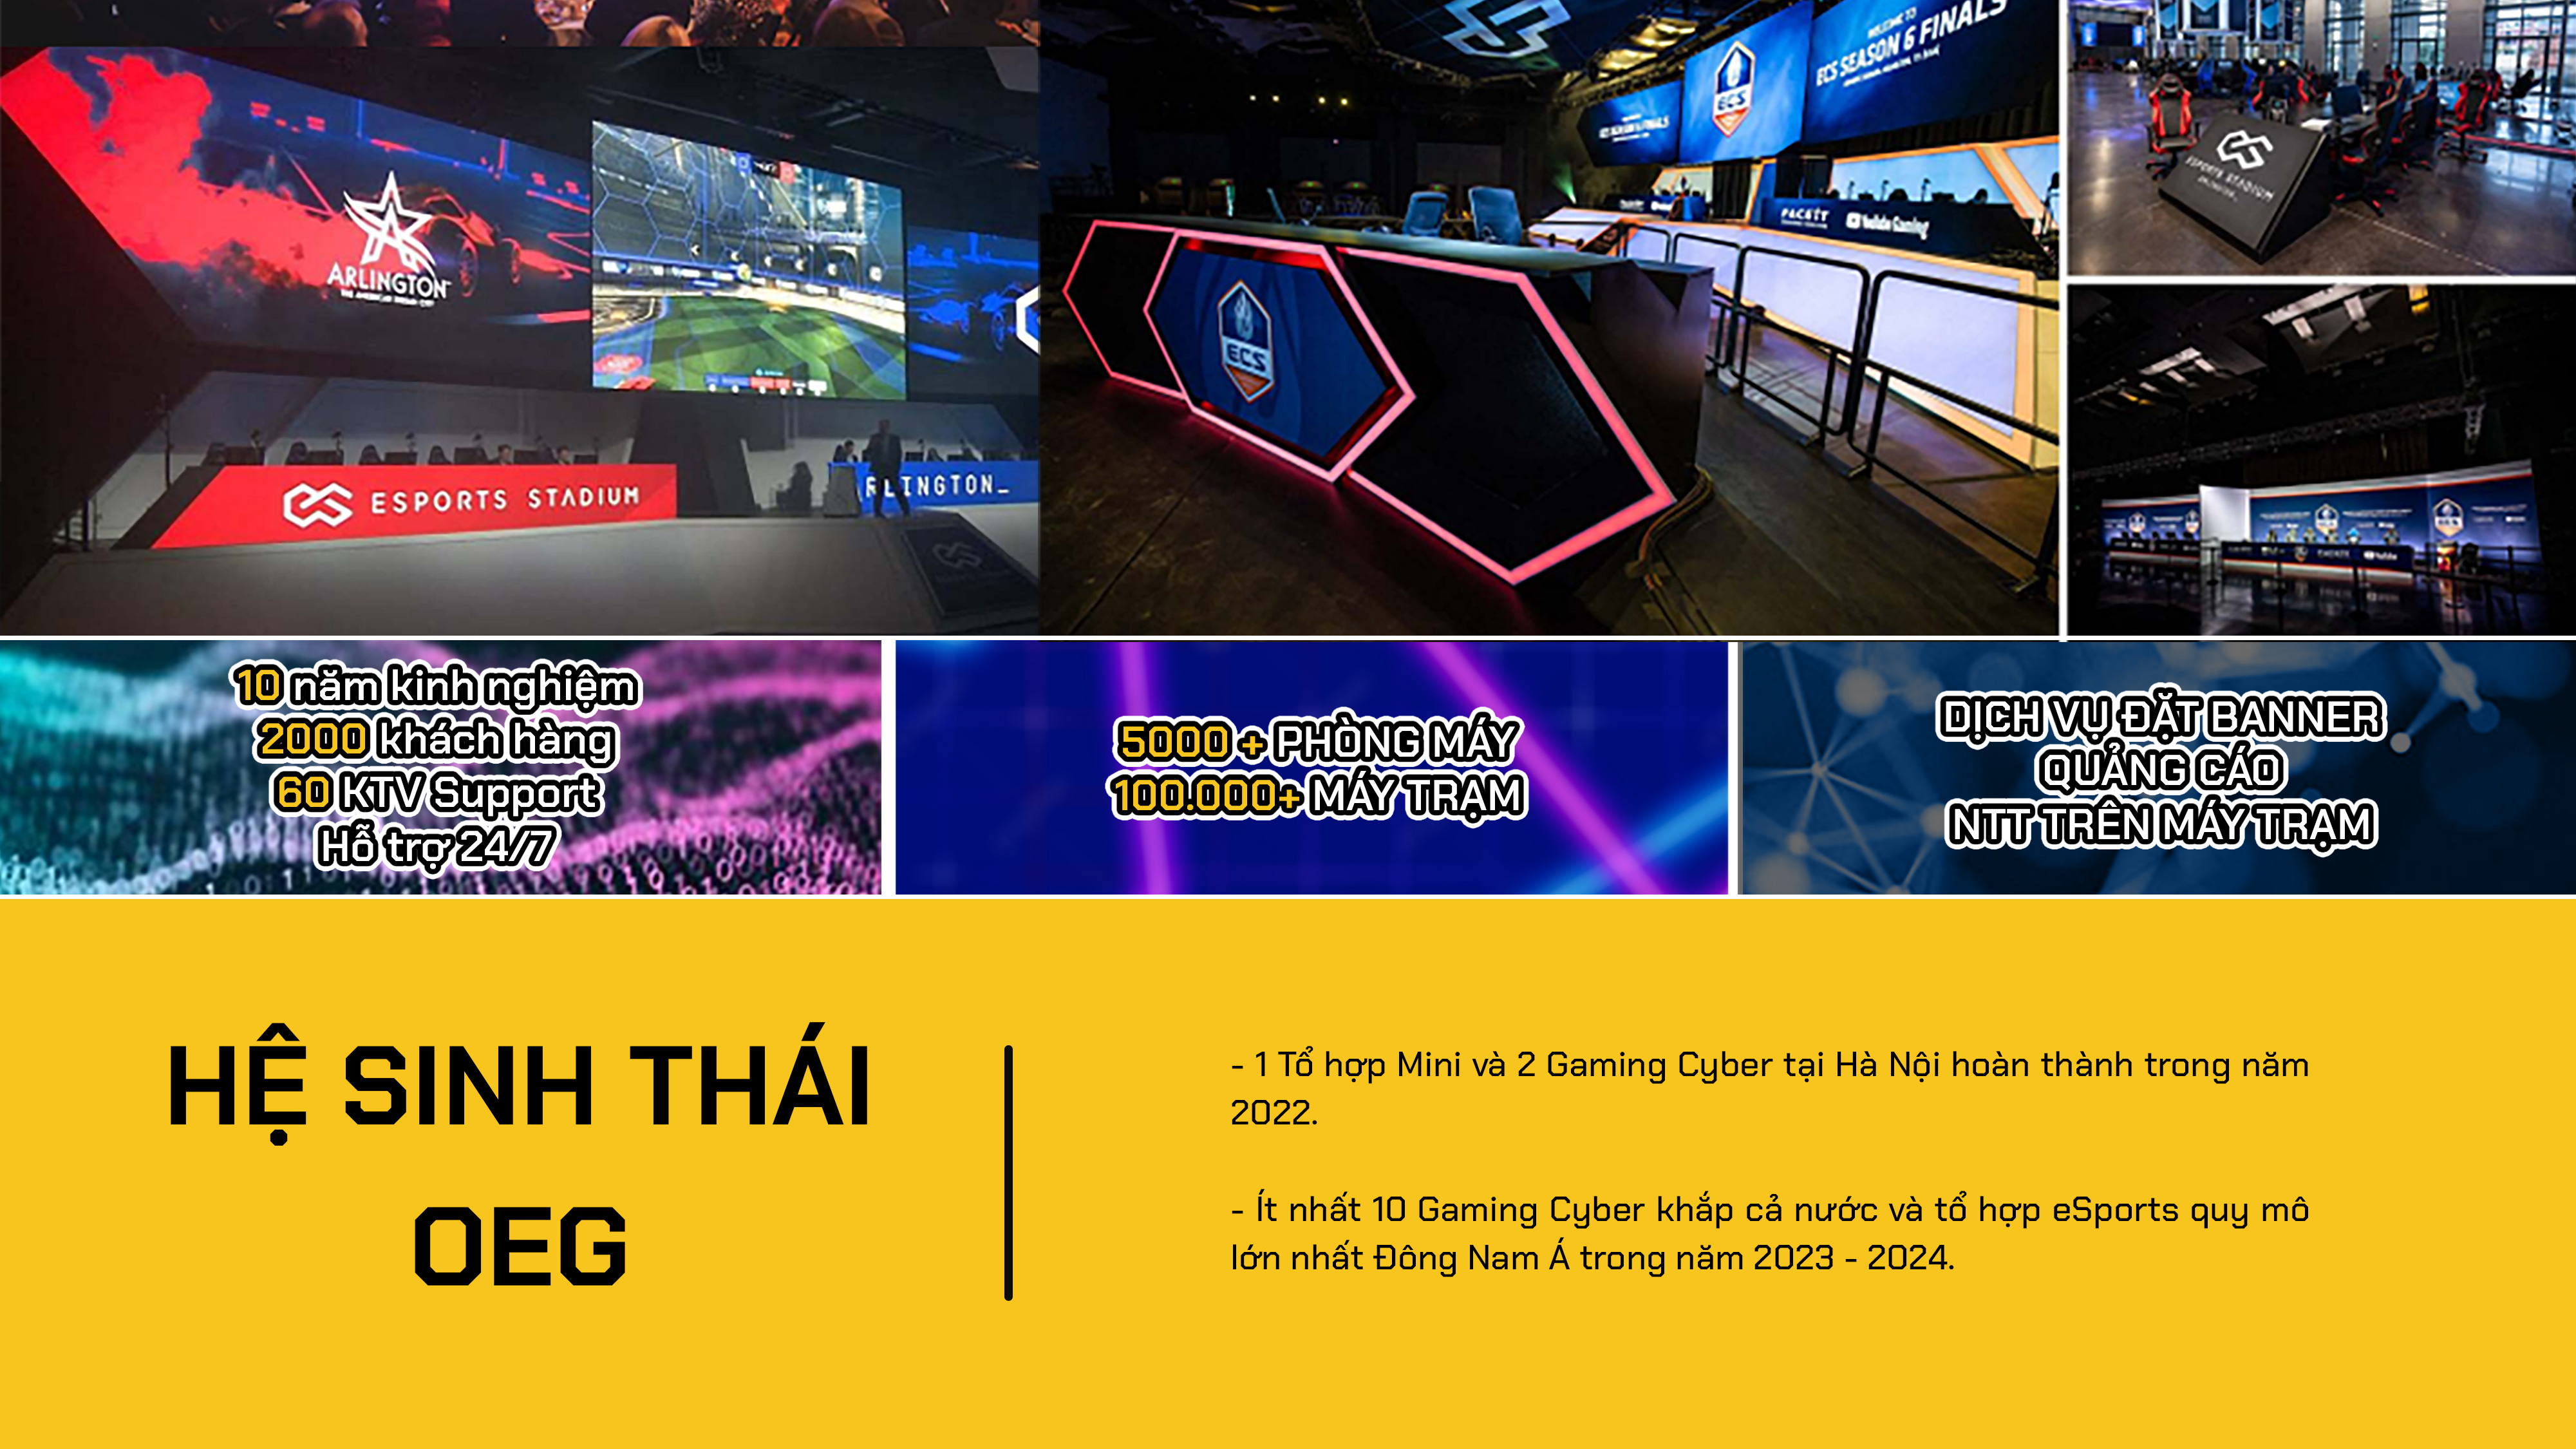 ARLINGTON
ESPORTS STADIUM
RLINGTON_
WELCOME TO
ECS SEASON 6 FINALS
ECS
ECS
YouTube Gaming
ESPORTS STADIUM
10 năm kinh nghiệm
2000 khách hàng
60 KTV Support
Hỗ trợ 24/7
5000 + PHÒNG MÁY
100.000+ MÁY TRẠM
DỊCH VỤ ĐẶT BANNER
QUẢNG CÁO
NTT TRÊN MÁY TRẠM
HỆ SINH THÁI
OEG
- 1 Tổ hợp Mini và 2 Gaming Cyber tại Hà Nội hoàn thành trong năm
2022.
- Ít nhất 10 Gaming Cyber khắp cả nước và tổ hợp eSports quy mô
lớn nhất Đông Nam Á trong năm 2023 - 2024.